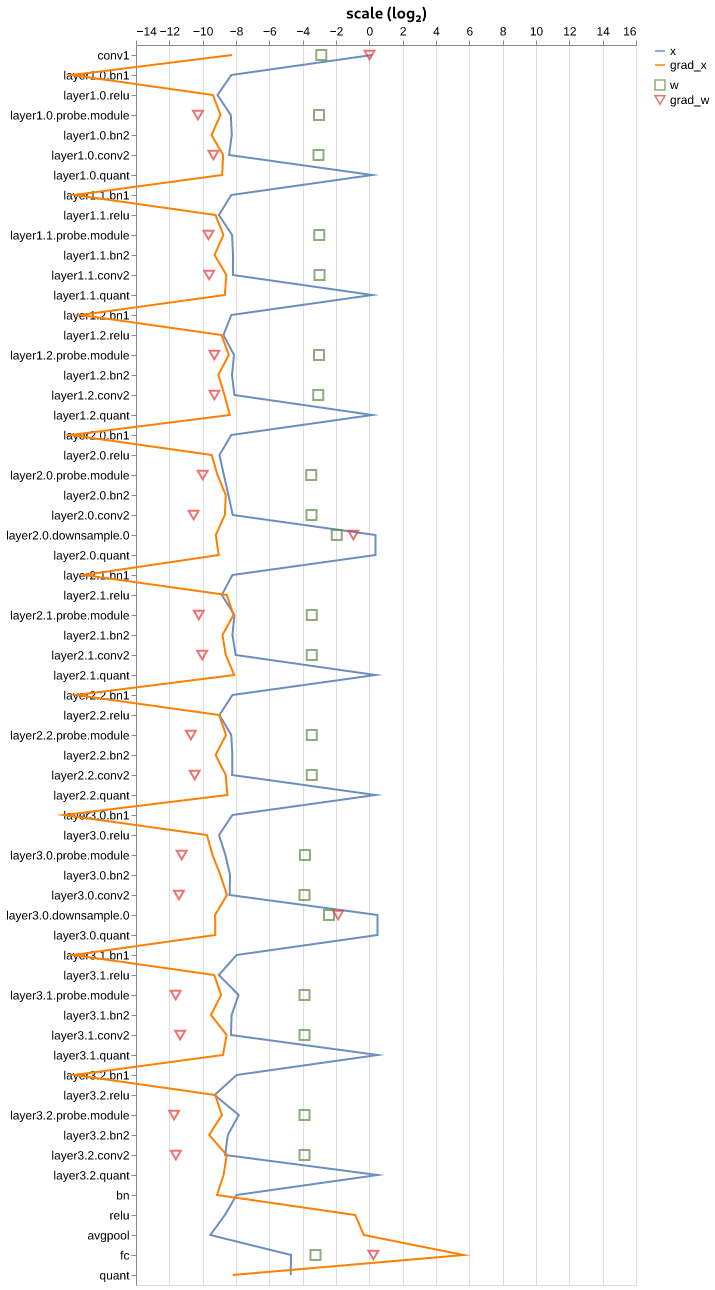 scale (log₂)
−14 −12 −10 −8 −6 −4 −2 0 2 4 6 8 10 12 14 16
x
grad_x
w
grad_w
conv1
layer1.0.bn1
layer1.0.relu
layer1.0.probe.module
layer1.0.bn2
layer1.0.conv2
layer1.0.quant
layer1.1.bn1
layer1.1.relu
layer1.1.probe.module
layer1.1.bn2
layer1.1.conv2
layer1.1.quant
layer1.2.bn1
layer1.2.relu
layer1.2.probe.module
layer1.2.bn2
layer1.2.conv2
layer1.2.quant
layer2.0.bn1
layer2.0.relu
layer2.0.probe.module
layer2.0.bn2
layer2.0.conv2
layer2.0.downsample.0
layer2.0.quant
layer2.1.bn1
layer2.1.relu
layer2.1.probe.module
layer2.1.bn2
layer2.1.conv2
layer2.1.quant
layer2.2.bn1
layer2.2.relu
layer2.2.probe.module
layer2.2.bn2
layer2.2.conv2
layer2.2.quant
layer3.0.bn1
layer3.0.relu
layer3.0.probe.module
layer3.0.bn2
layer3.0.conv2
layer3.0.downsample.0
layer3.0.quant
layer3.1.bn1
layer3.1.relu
layer3.1.probe.module
layer3.1.bn2
layer3.1.conv2
layer3.1.quant
layer3.2.bn1
layer3.2.relu
layer3.2.probe.module
layer3.2.bn2
layer3.2.conv2
layer3.2.quant
bn
relu
avgpool
fc
quant